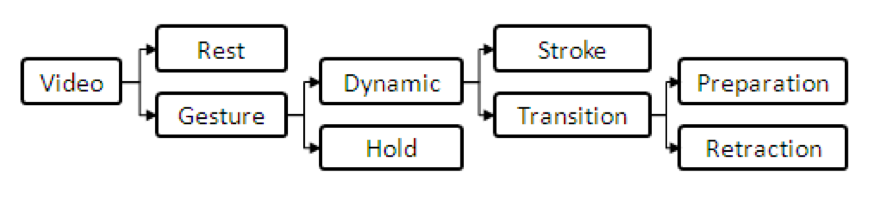 Video
Rest
Gesture
Dynamic
Hold
Stroke
Transition
Preparation
Retraction